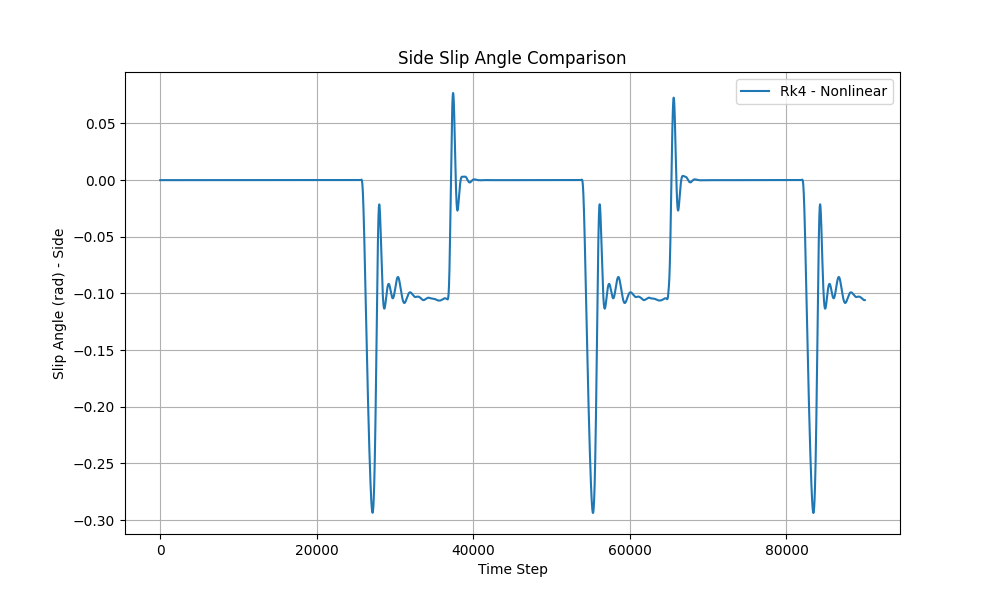 Side Slip Angle Comparison
Rk4 - Nonlinear
Slip Angle (rad) - Side
0.05
0.00
−0.05
−0.10
−0.15
−0.20
−0.25
−0.30
0 20000 40000 60000 80000
Time Step